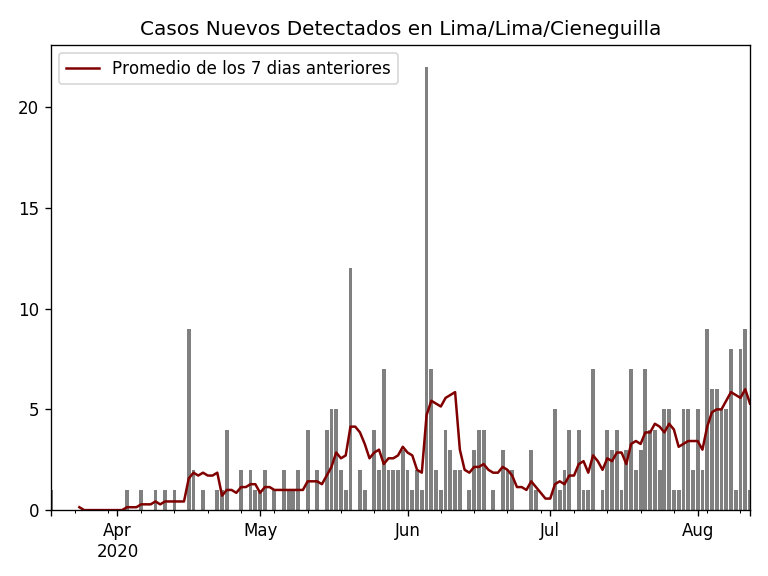 Casos Nuevos Detectados en Lima/Lima/Cieneguilla
Promedio de los 7 dias anteriores
20
15
10
5
0
Apr May Jun Jul Aug
2020